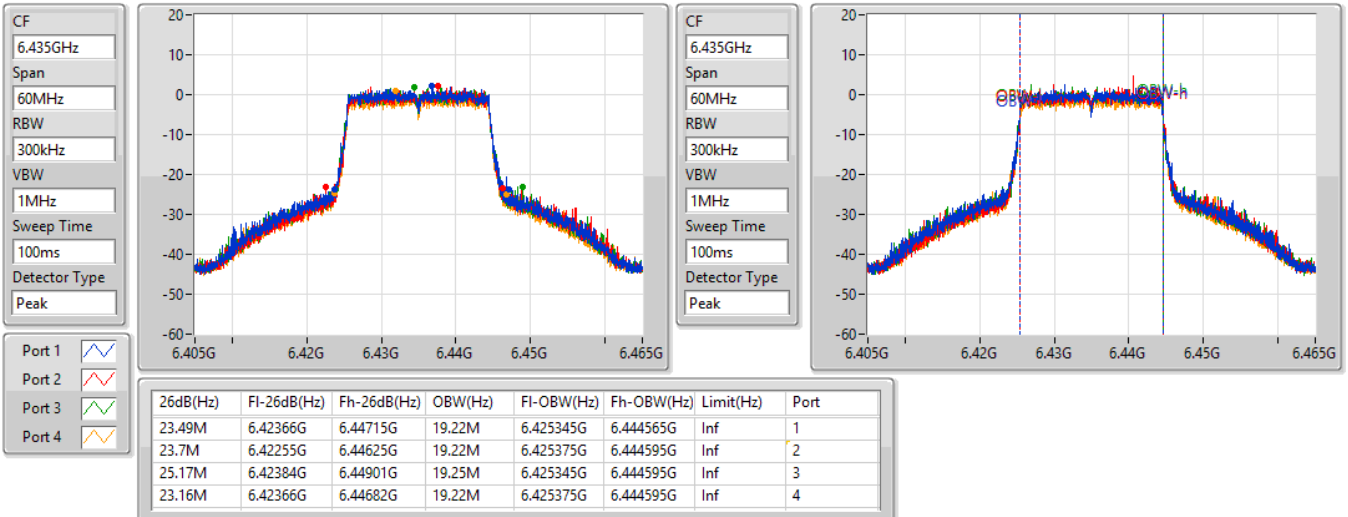 CF
6.435GHz
Span
60MHz
RBW
300kHz
VBW
1MHz
Sweep Time
100ms
Detector Type
Peak
20
10
0
-10
-20
-30
-40
-50
-60
6.405G 6.42G 6.43G 6.44G 6.45G 6.465G
CF
6.435GHz
Span
60MHz
RBW
300kHz
VBW
1MHz
Sweep Time
100ms
Detector Type
Peak
20
10
0
-10
-20
-30
-40
-50
-60
OBW-h
6.405G 6.42G 6.43G 6.44G 6.45G 6.465G
Port 1
Port 2
Port 3
Port 4
26dB(Hz) Fl-26dB(Hz) Fh-26dB(Hz) OBW(Hz) Fl-OBW(Hz) Fh-OBW(Hz) Limit(Hz) Port
23.49M 6.42366G 6.44715G 19.22M 6.425345G 6.444565G Inf 1
23.7M 6.42255G 6.44625G 19.22M 6.425375G 6.444595G Inf 2
25.17M 6.42384G 6.44901G 19.25M 6.425345G 6.444595G Inf 3
23.16M 6.42366G 6.44682G 19.22M 6.425375G 6.444595G Inf 4